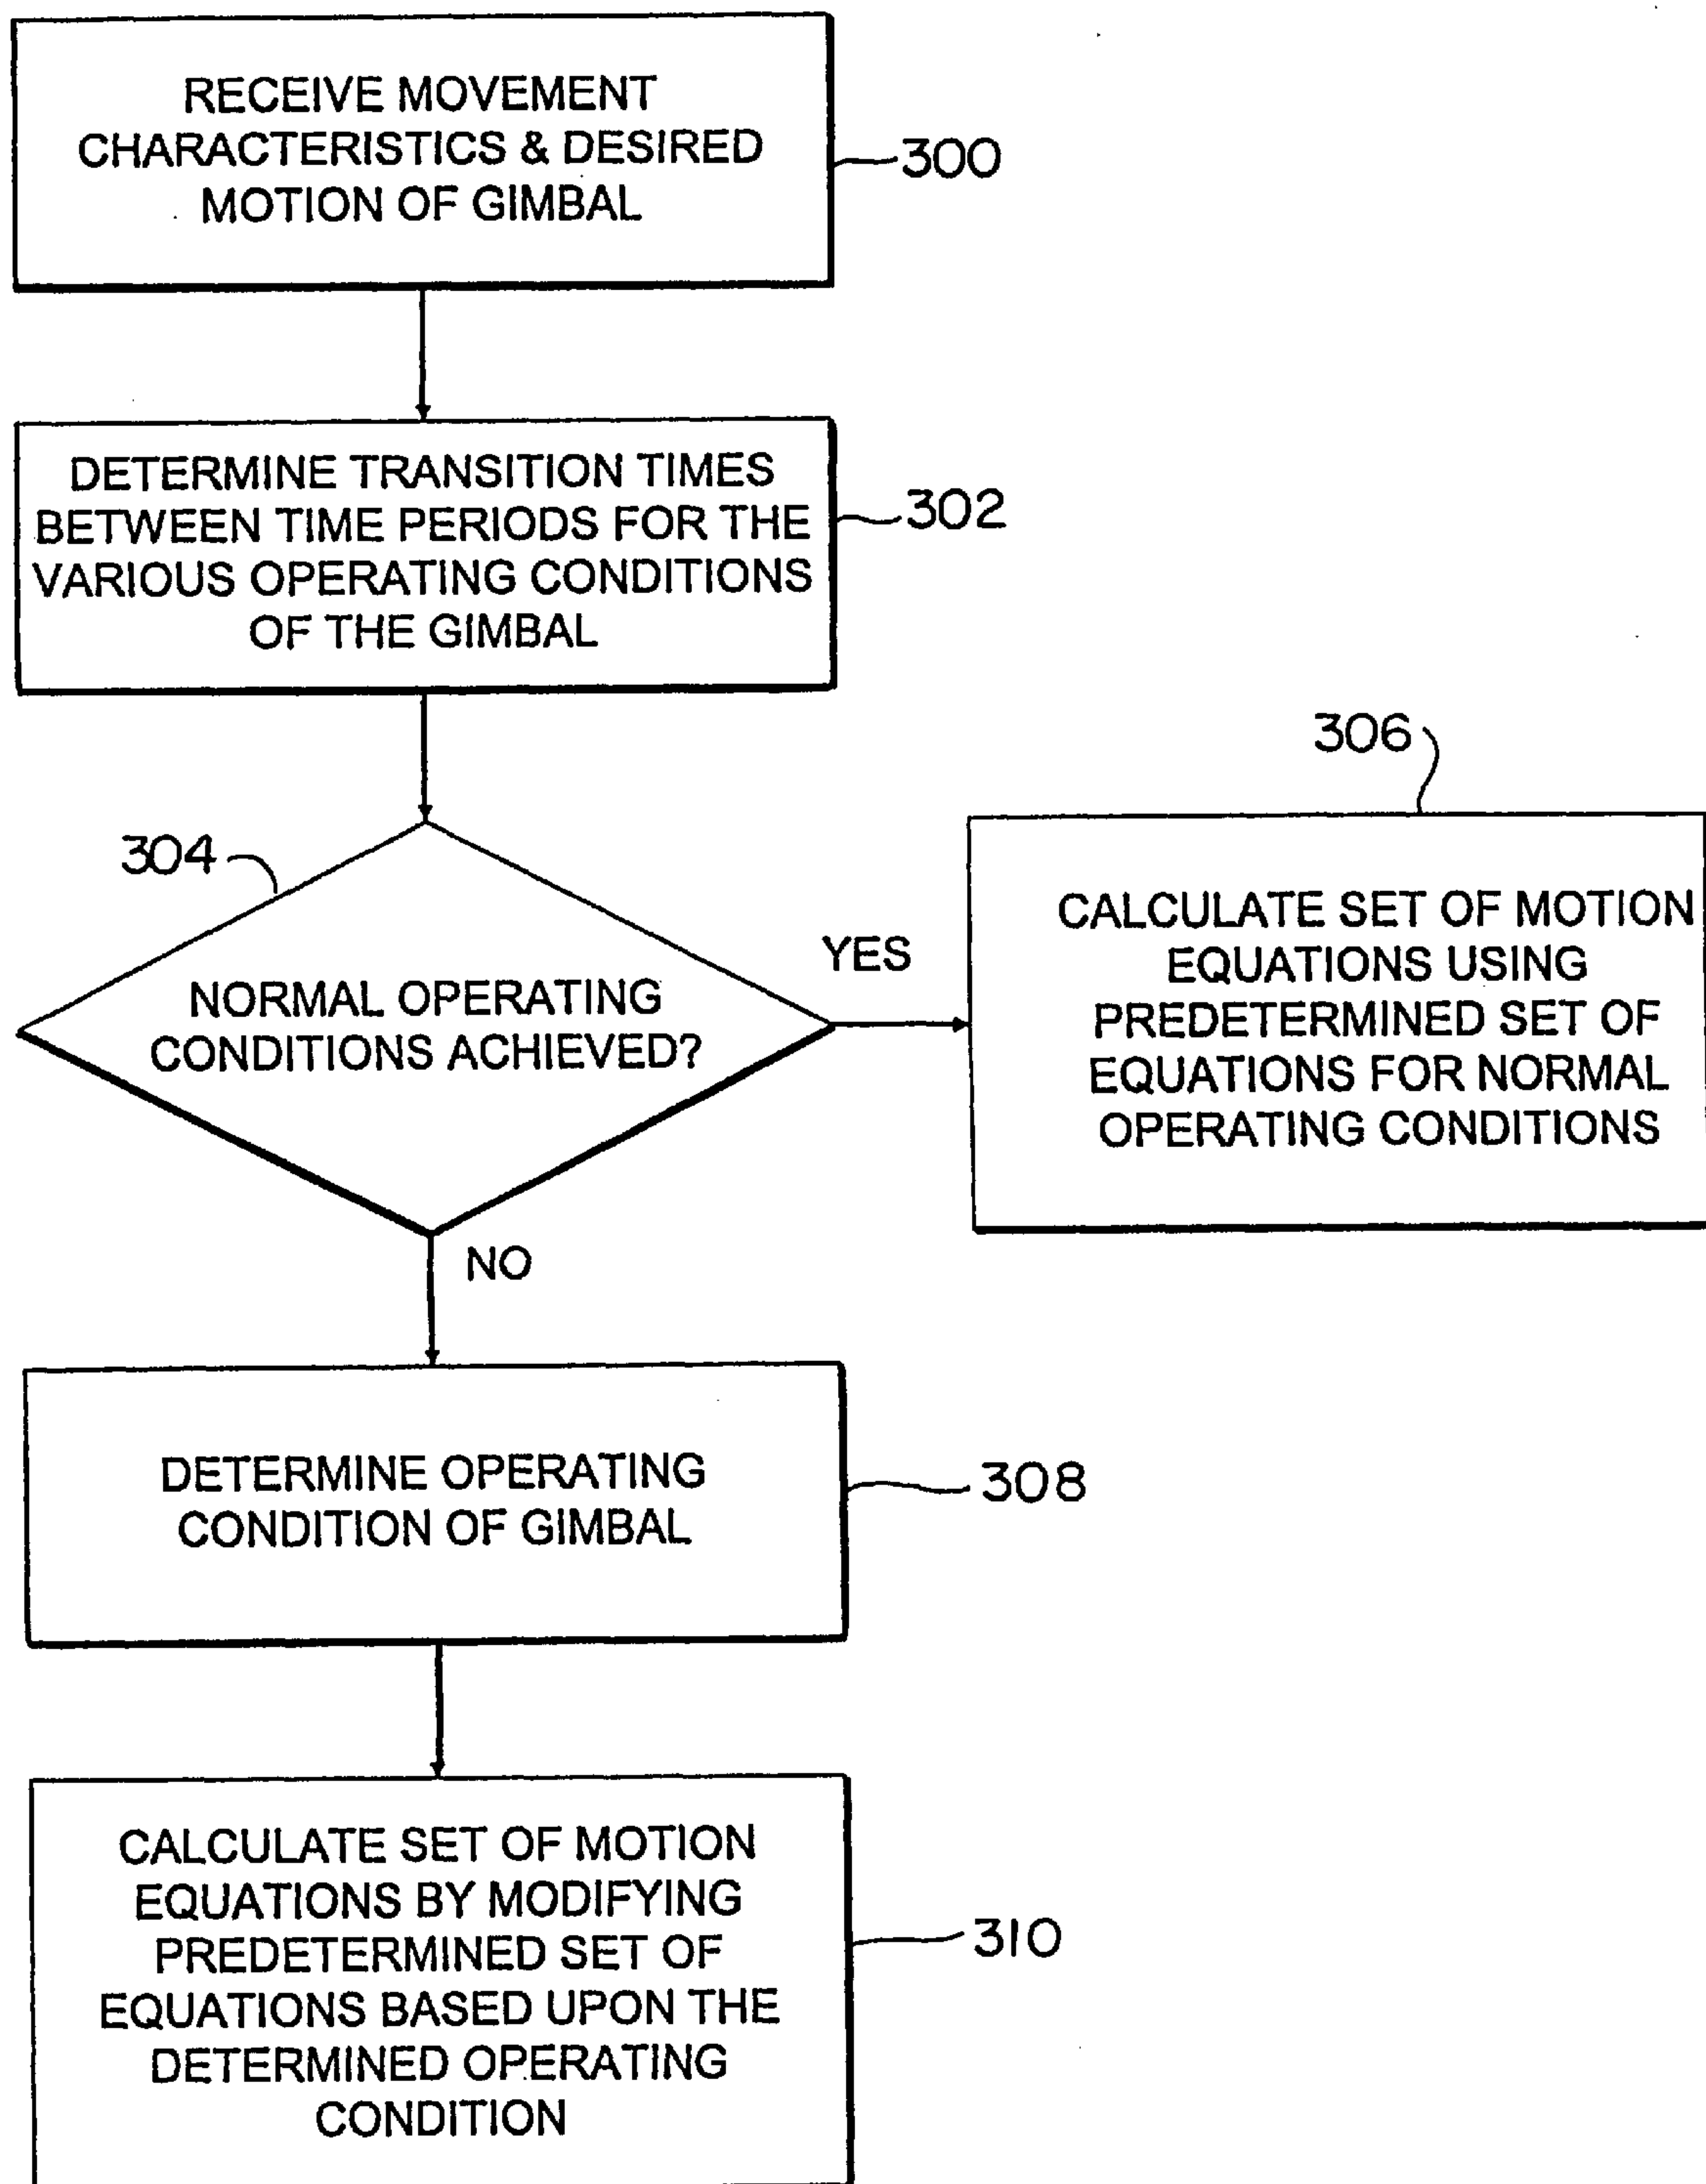 RECEIVE MOVEMENT
CHARACTERISTICS & DESIRED
MOTION OF GIMBAL
300
DETERMINE TRANSITION TIMES
BETWEEN TIME PERIODS FOR THE
VARIOUS OPERATING CONDITIONS
OF THE GIMBAL
302
304
NORMAL OPERATING
CONDITIONS ACHIEVED?
YES
306
CALCULATE SET OF MOTION
EQUATIONS USING
PREDETERMINED SET OF
EQUATIONS FOR NORMAL
OPERATING CONDITIONS
NO
DETERMINE OPERATING
CONDITION OF GIMBAL
308
CALCULATE SET OF MOTION
EQUATIONS BY MODIFYING
PREDETERMINED SET OF
EQUATIONS BASED UPON THE
DETERMINED OPERATING
CONDITION
310